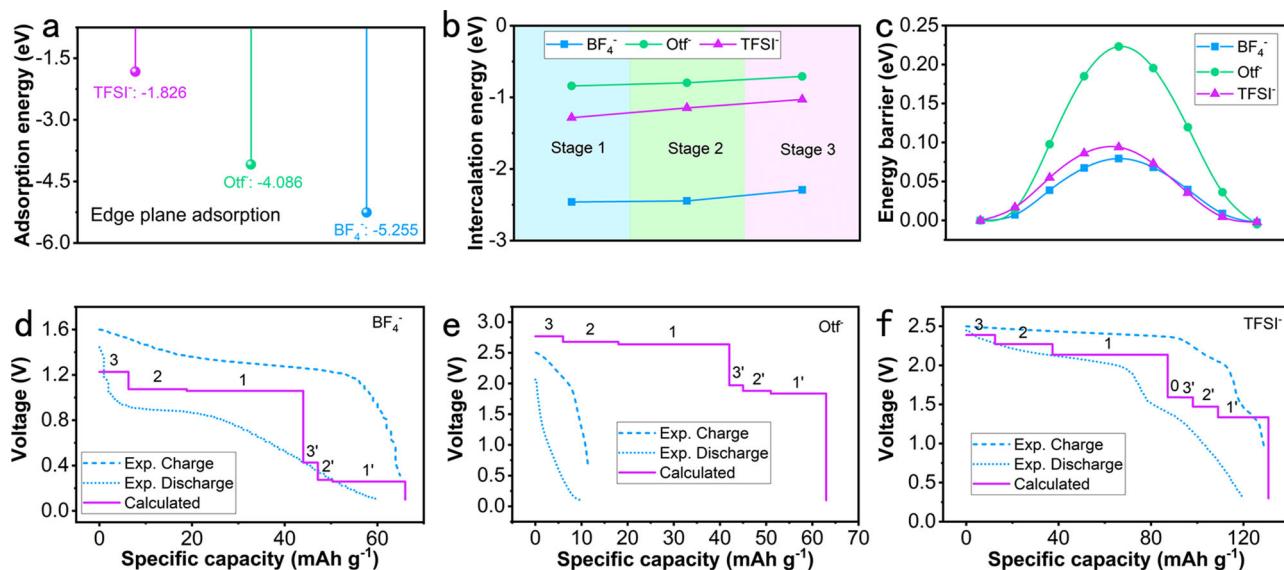 a
Adsorption energy (eV)
-1.5
-3.0
-4.5
-6.0
TFSI⁻: -1.826
Otf⁻: -4.086
BF₄⁻: -5.255
Edge plane adsorption
b
Intercalation energy (eV)
0
-1
-2
-3
BF₄⁻ Otf⁻ TFSI⁻
Stage 1 Stage 2 Stage 3
c
Energy barrier (eV)
0.25
0.20
0.15
0.10
0.05
0.00
BF₄⁻
Otf⁻
TFSI⁻
d
Voltage (V)
1.6
1.2
0.8
0.4
0.0
BF₄⁻
3 2 1 3' 2' 1'
Exp. Charge
Exp. Discharge
Calculated
0 20 40 60
Specific capacity (mAh g⁻¹)
e
Voltage (V)
3.0
2.5
2.0
1.5
1.0
0.5
0.0
Otf⁻
3 2 1 3' 2' 1'
Exp. Charge
Exp. Discharge
Calculated
0 10 20 30 40 50 60 70
Specific capacity (mAh g⁻¹)
f
Voltage (V)
2.5
2.0
1.5
1.0
0.5
0.0
TFSI⁻
3 2 1 0 3' 2' 1'
Exp. Charge
Exp. Discharge
Calculated
0 40 80 120
Specific capacity (mAh g⁻¹)